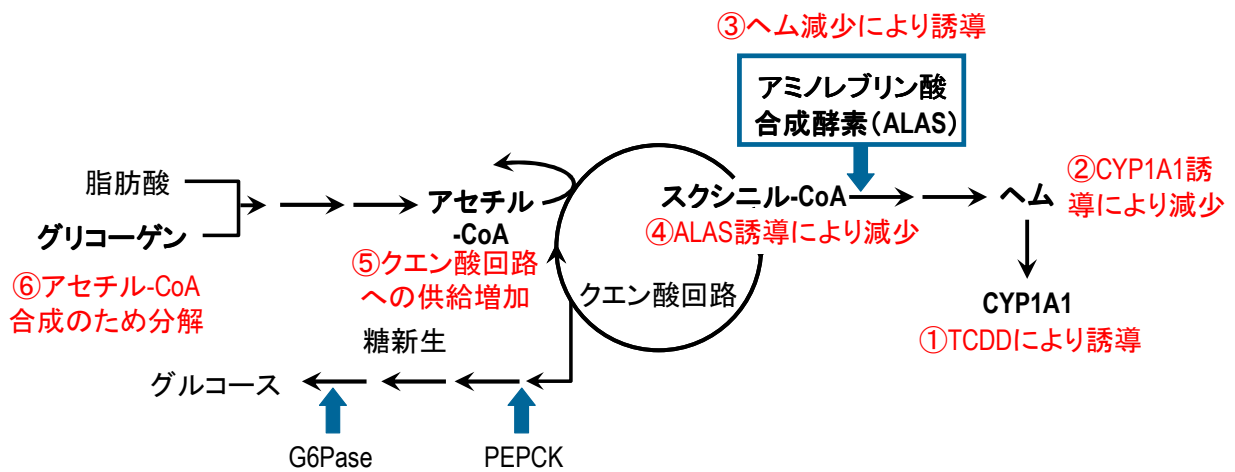 ③ヘム減少により誘導
アミノレブリン酸
合成酵素（ALAS）
脂肪酸
グリコーゲン
⑥アセチル-CoA
合成のため分解
アセチル
-CoA
⑤クエン酸回路
への供給増加
スクシニル-CoA
④ALAS誘導により減少
クエン酸回路
ヘム
②CYP1A1誘
導により減少
CYP1A1
①TCDDにより誘導
糖新生
グルコース
G6Pase
PEPCK